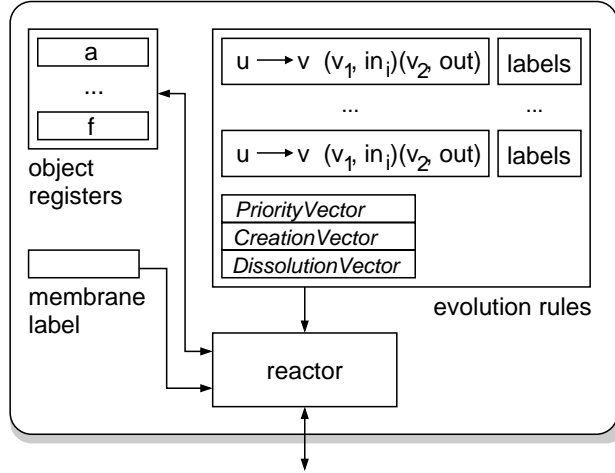 a
...
f
object
registers
membrane
label
u → v (v1, ini)(v2, out) labels
... ...
u → v (v1, ini)(v2, out) labels
PriorityVector
CreationVector
DissolutionVector
evolution rules
reactor